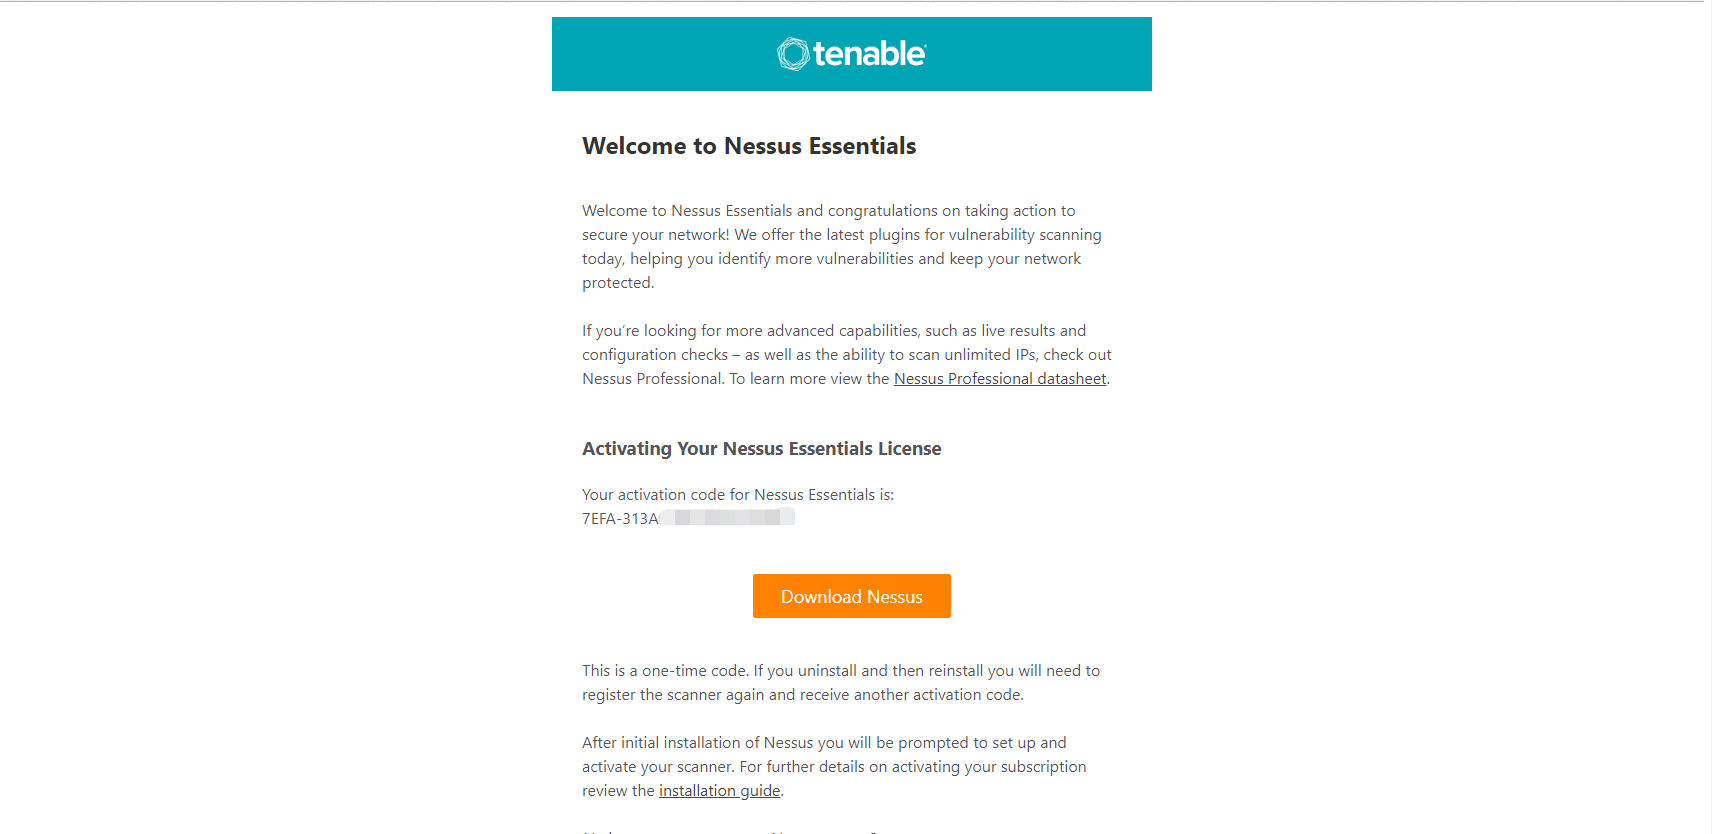 tenable
Welcome to Nessus Essentials
Welcome to Nessus Essentials and congratulations on taking action to
secure your network! We offer the latest plugins for vulnerability scanning
today, helping you identify more vulnerabilities and keep your network
protected.
If you’re looking for more advanced capabilities, such as live results and
configuration checks – as well as the ability to scan unlimited IPs, check out
Nessus Professional. To learn more view the Nessus Professional datasheet.
Activating Your Nessus Essentials License
Your activation code for Nessus Essentials is:
7EFA-313A
Download Nessus
This is a one-time code. If you uninstall and then reinstall you will need to
register the scanner again and receive another activation code.
After initial installation of Nessus you will be prompted to set up and
activate your scanner. For further details on activating your subscription
review the installation guide.